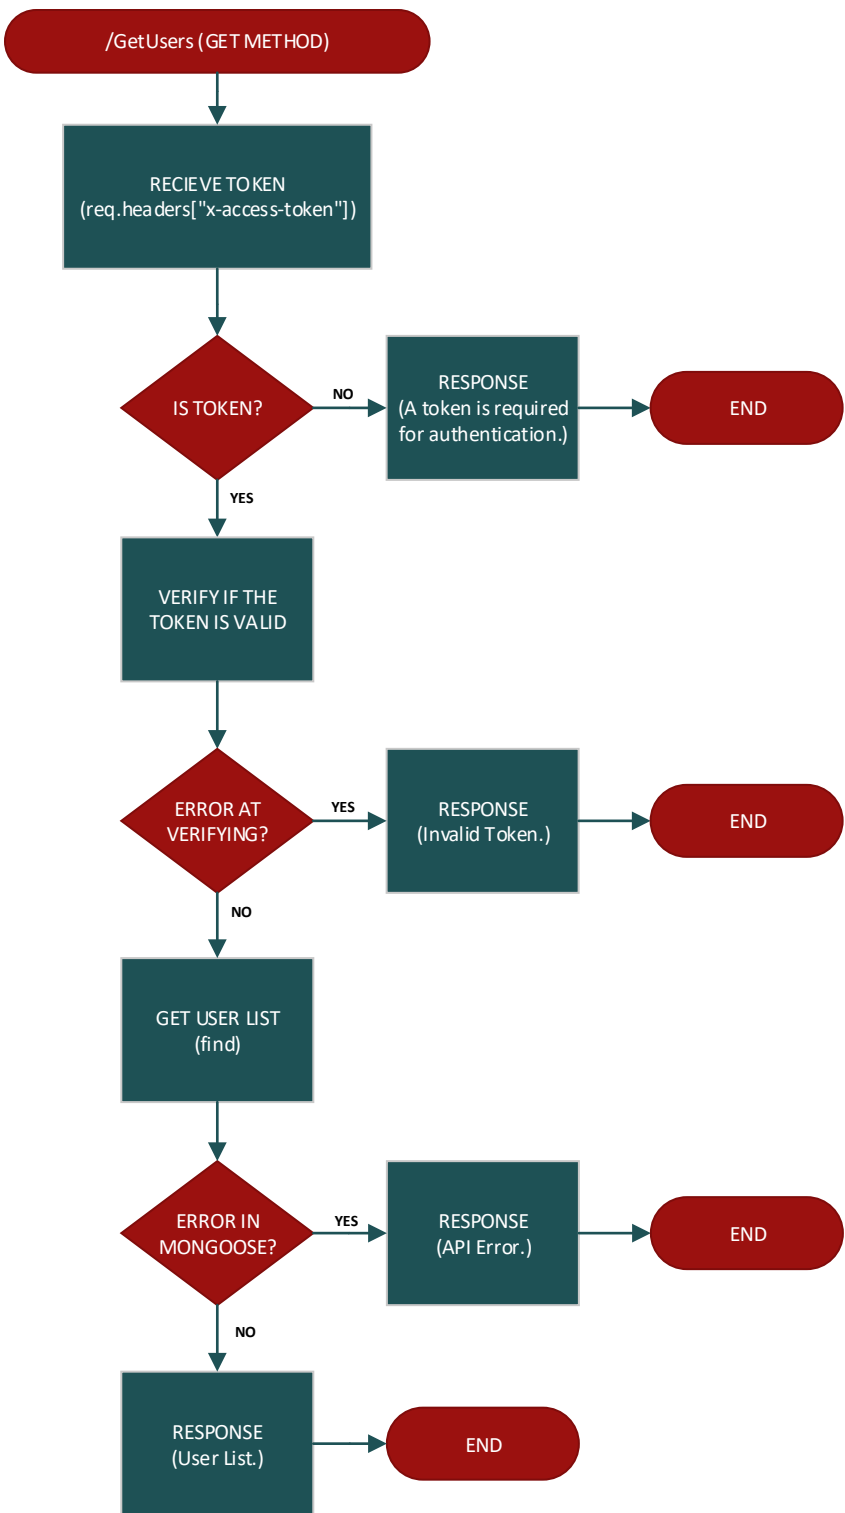 /GetUsers (GET METHOD)
RECIEVE TOKEN
(req.headers["x-access-token"])
IS TOKEN?
NO
RESPONSE
(A token is required
for authentication.)
END
YES
VERIFY IF THE
TOKEN IS VALID
ERROR AT
VERIFYING?
YES
RESPONSE
(Invalid Token.)
END
NO
GET USER LIST
(find)
ERROR IN
MONGOOSE?
YES
RESPONSE
(API Error.)
END
NO
RESPONSE
(User List.)
END